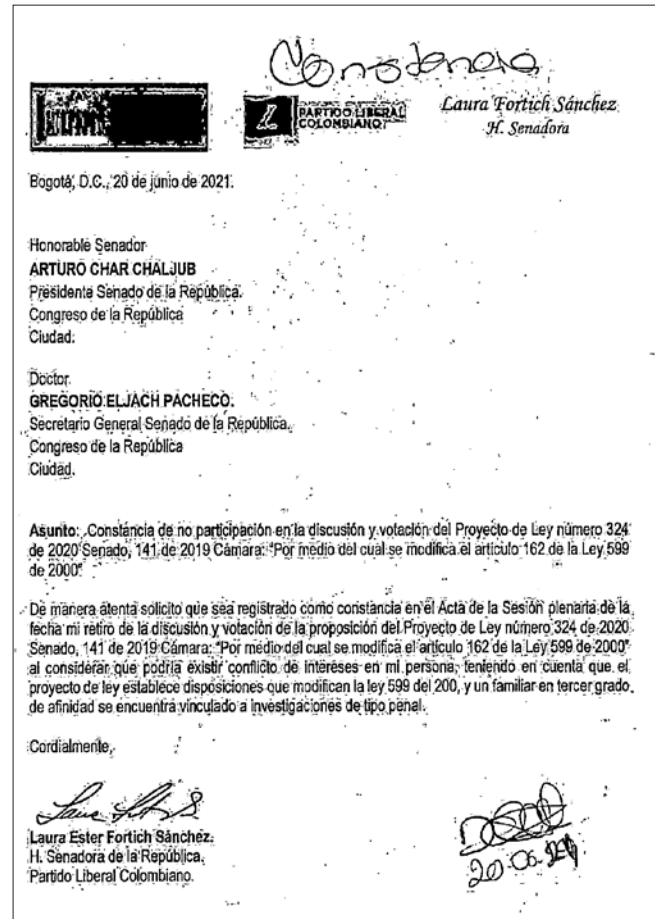 Constancia
PARTIDO LIBERAL
COLOMBIANO
Laura Fortich Sánchez
H. Senadora
Bogotá, D.C., 20 de junio de 2021.
Honorable Senador
ARTURO CHAR CHALJUB
Presidente Senado de la República.
Congreso de la República
Ciudad.
Doctor
GREGORIO ELJACH PACHECO.
Secretario General Senado de la República.
Congreso de la República
Ciudad.
Asunto: Constancia de no participación en la discusión y votación del Proyecto de Ley número 324
de 2020 Senado, 141 de 2019 Cámara: "Por medio del cual se modifica el artículo 162 de la Ley 599
de 2000"
De manera atenta solicito que sea registrado como constancia en el Acta de la Sesión plenaria de la
fecha mi retiro de la discusión y votación de la proposición del Proyecto de Ley número 324 de 2020
Senado, 141 de 2019 Cámara: "Por medio del cual se modifica el artículo 162 de la Ley 599 de 2000"
al considerar que podría existir conflicto de intereses en mi persona, teniendo en cuenta que el
proyecto de ley establece disposiciones que modifican la ley 599 del 200, y un familiar en tercer grado
de afinidad se encuentra vinculado a investigaciones de tipo penal.
Cordialmente,
Laura Ester Fortich Sánchez.
H. Senadora de la República.
Partido Liberal Colombiano.